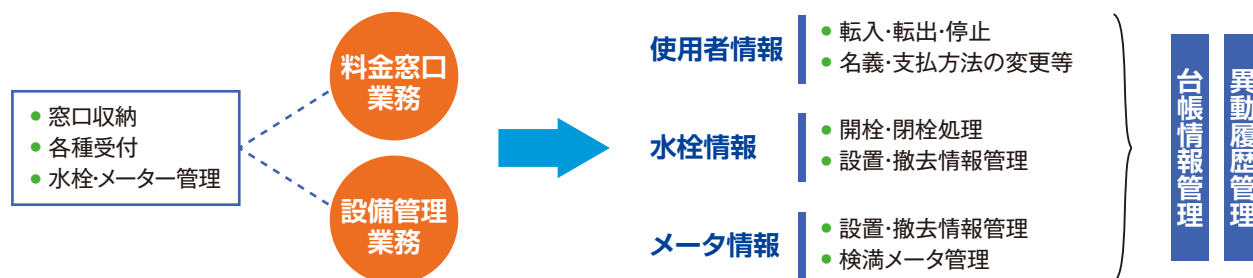 • 窓口収納
• 各種受付
• 水栓・メーター管理
料金窓口
業務
設備管理
業務
使用者情報
• 転入・転出・停止
• 名義・支払方法の変更等
水栓情報
• 開栓・閉栓処理
• 設置・撤去情報管理
メータ情報
• 設置・撤去情報管理
• 検満メータ管理
台帳情報管理
異動履歴管理